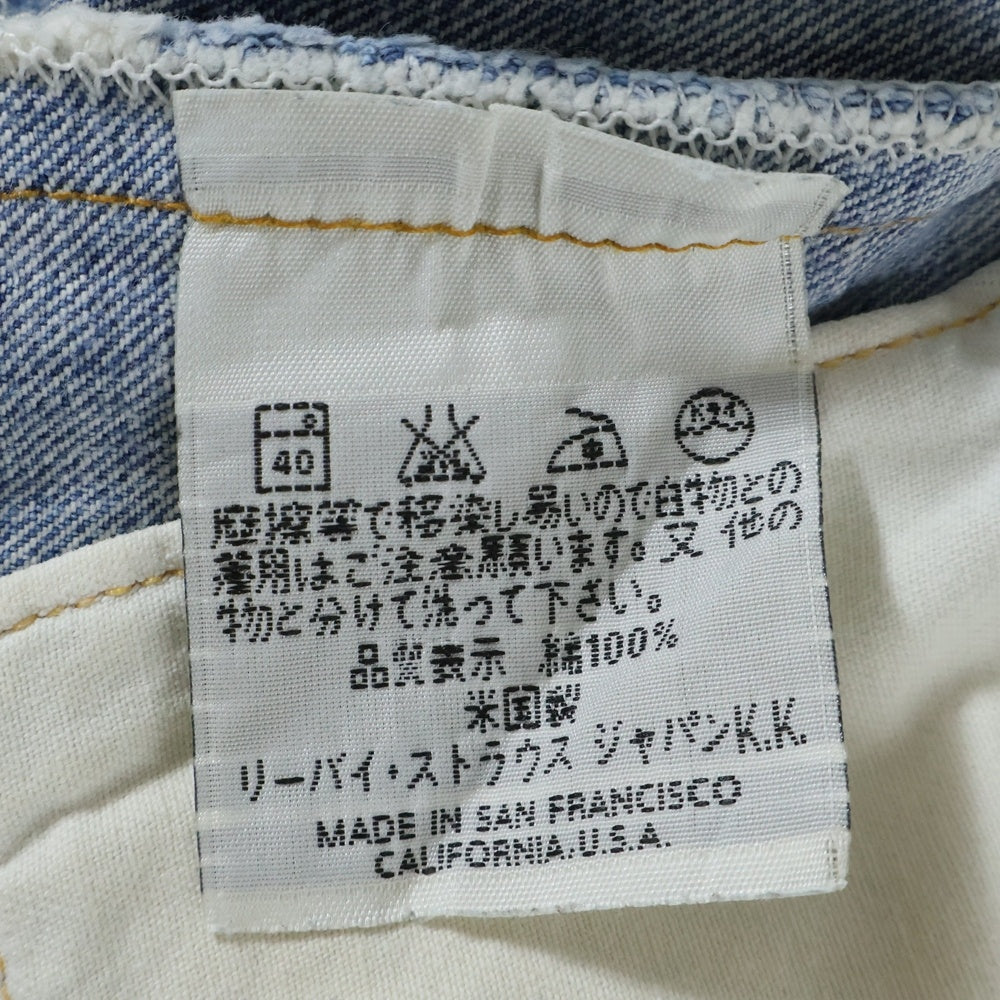 40 ドライ
摩擦等で移染し易いので白物との
着用はご注意願います。又 他の
物と分けて洗って下さい。
品質表示 綿100%
米国製
リーバイ・ストラウス ジャパンK.K.
MADE IN SAN FRANCISCO
CALIFORNIA.U.S.A.